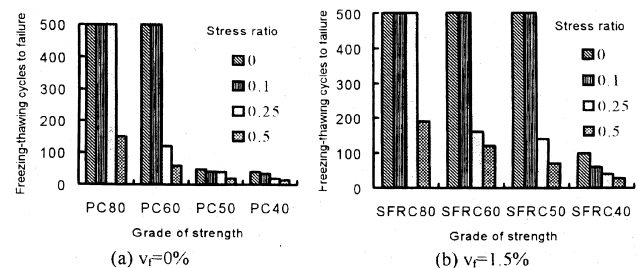 Freezing-thawing cycles to failure
500
400
300
200
100
0
Stress ratio
0
0.1
0.25
0.5
PC80 PC60 PC50 PC40
Grade of strength
(a) vf=0%
Freezing-thawing cycles to failure
500
400
300
200
100
0
Stress ratio
0
0.1
0.25
0.5
SFRC80 SFRC60 SFRC50 SFRC40
Grade of strength
(b) vf=1.5%